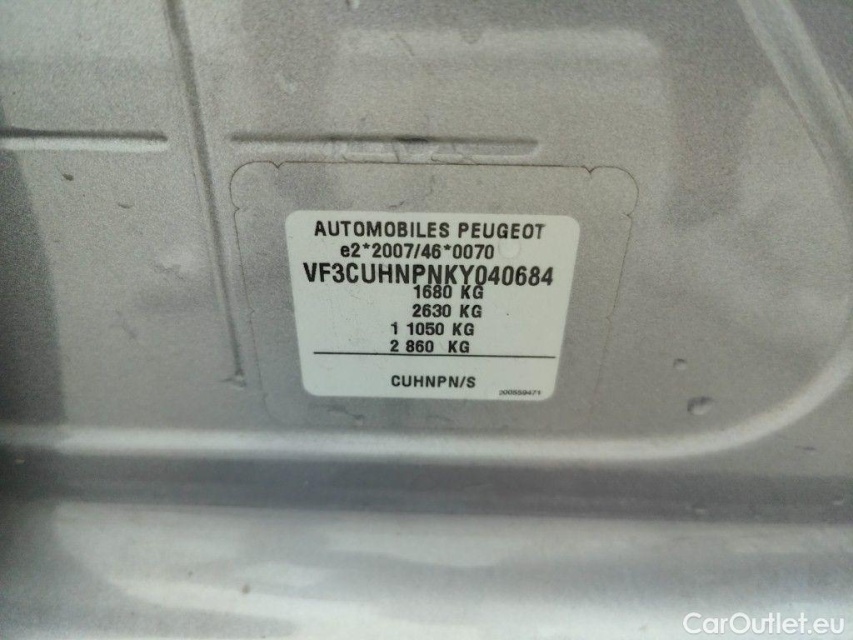 AUTOMOBILES PEUGEOT
e2*2007/46*0070
VF3CUHNPNKY040684
1680 KG
2630 KG
1 1050 KG
2 860 KG
CUHNPN/S
CarOutlet.eu